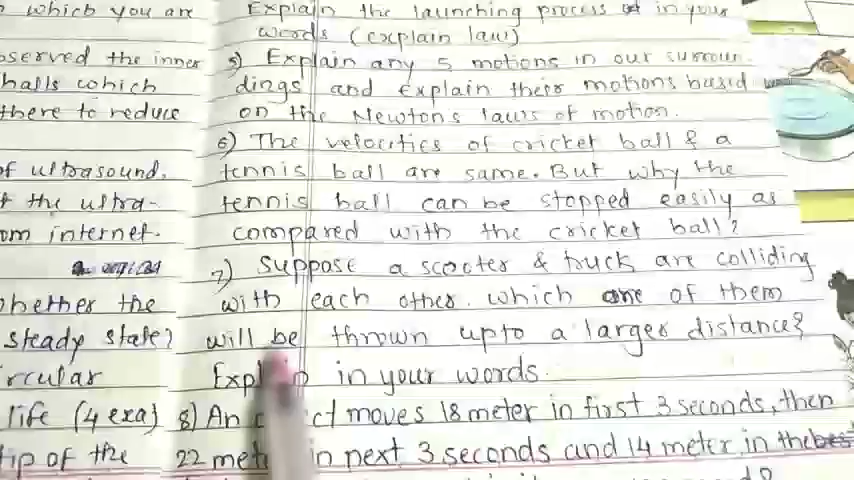 which you are
observed the inner
halls which
there to reduce
of ultrasound.
the ultra-
om internet.
whether the
steady state?
ircular
life (4 exa)
tip of the
Explain the launching process in your
words (explain law)
5) Explain any 5 motions in our surroun-
dings and Explain their motions based
on the Newtons laws of motion.
6) The velocities of cricket ball & a
tennis ball are same. But why the
tennis ball can be stopped easily as
compared with the cricket ball?
7) Suppose a scooter & truck are colliding
with each other. which one of them
will be thrown upto a larger distance?
in your words.
8) An moves 18 meter in first 3 seconds, then
22 in next 3 seconds and 14 meter in the